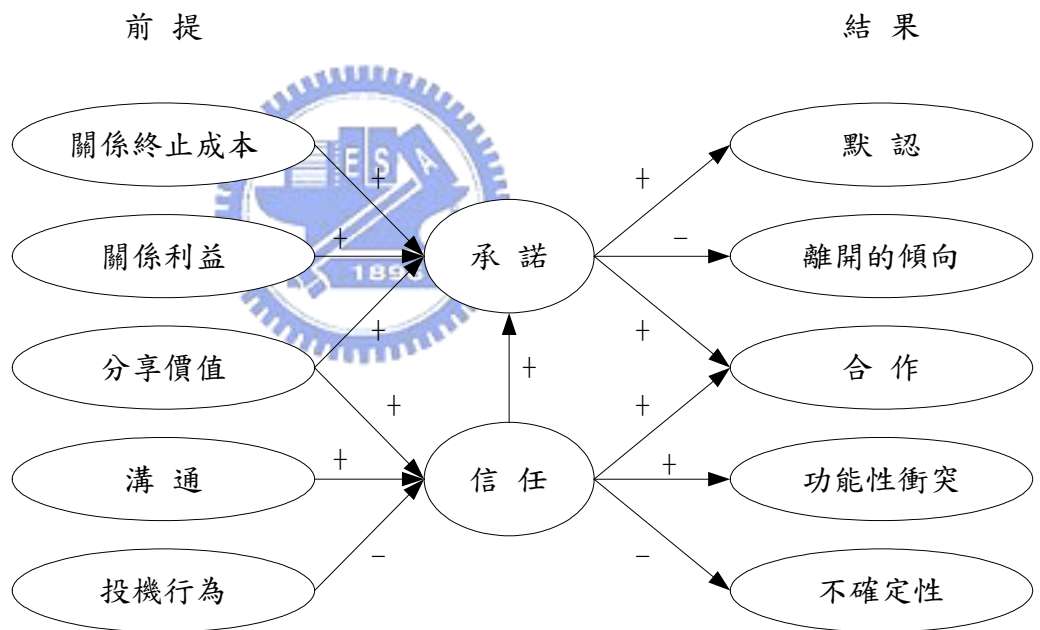 前 提
結 果
關係終止成本
默 認
ESA
+
+
關係利益
+
承 諾
−
離開的傾向
1896
+
+
分享價值
+
合 作
+
+
溝 通
+
信 任
+
功能性衝突
−
−
投機行為
不確定性